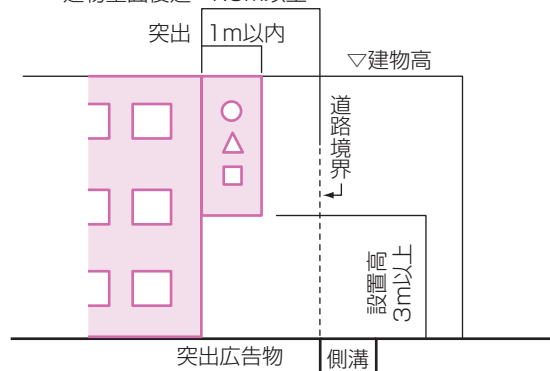 突出
1m以内
▽建物高
道路境界
設置高
3m以上
突出広告物
側溝